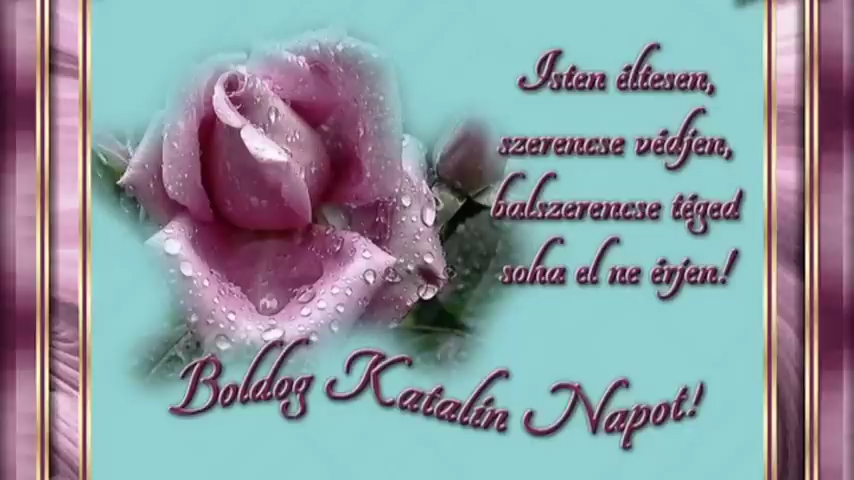 Isten éltesen,
szerencse védjen,
balszerencse téged
soha el ne érjen!
Boldog Katalin Napot!